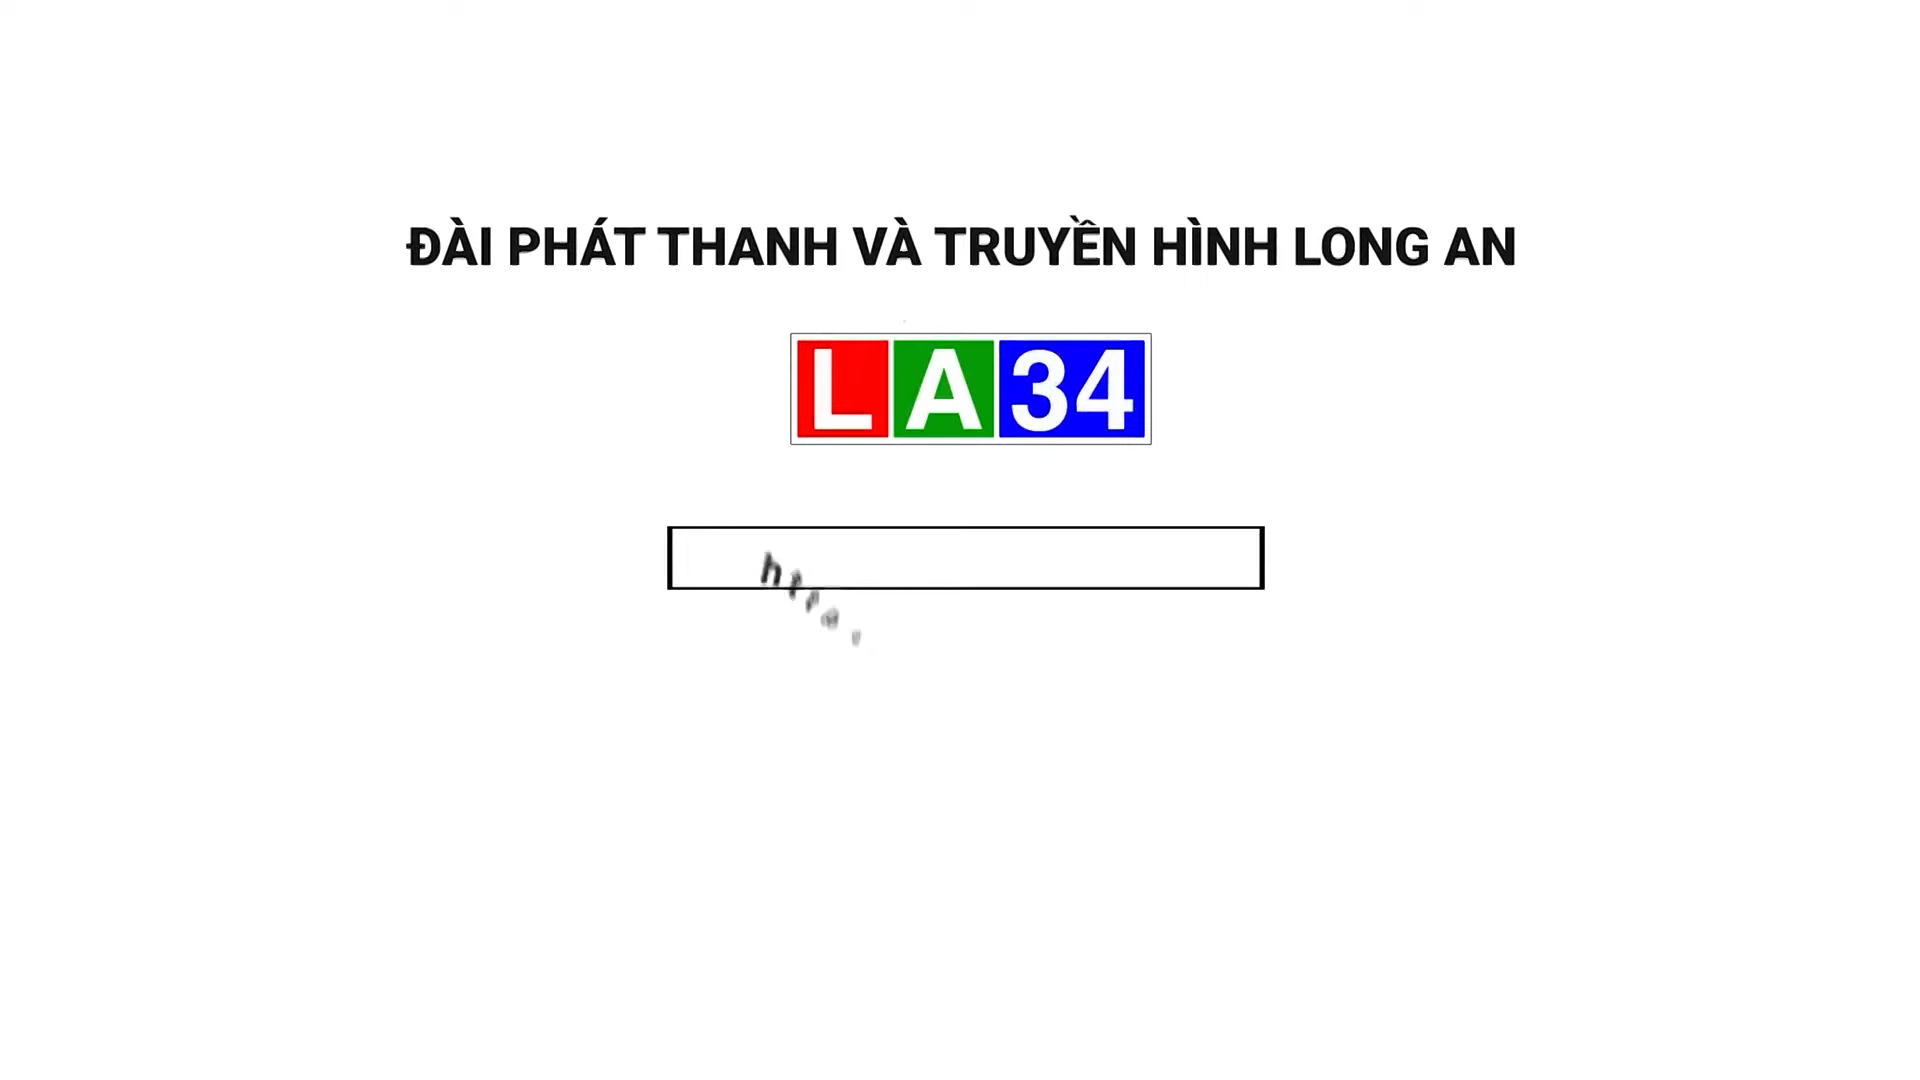 ĐÀI PHÁT THANH VÀ TRUYỀN HÌNH LONG AN
LA34